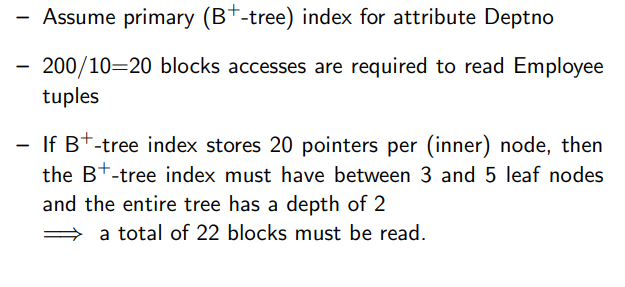 – Assume primary (B⁺-tree) index for attribute Deptno
– 200/10=20 blocks accesses are required to read Employee
tuples
– If B⁺-tree index stores 20 pointers per (inner) node, then
the B⁺-tree index must have between 3 and 5 leaf nodes
and the entire tree has a depth of 2
⟹ a total of 22 blocks must be read.